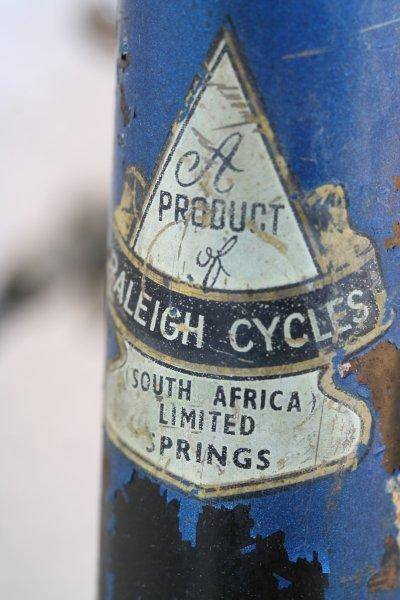 A
PRODUCT
of
RALEIGH CYCLES
(SOUTH AFRICA)
LIMITED
SPRINGS